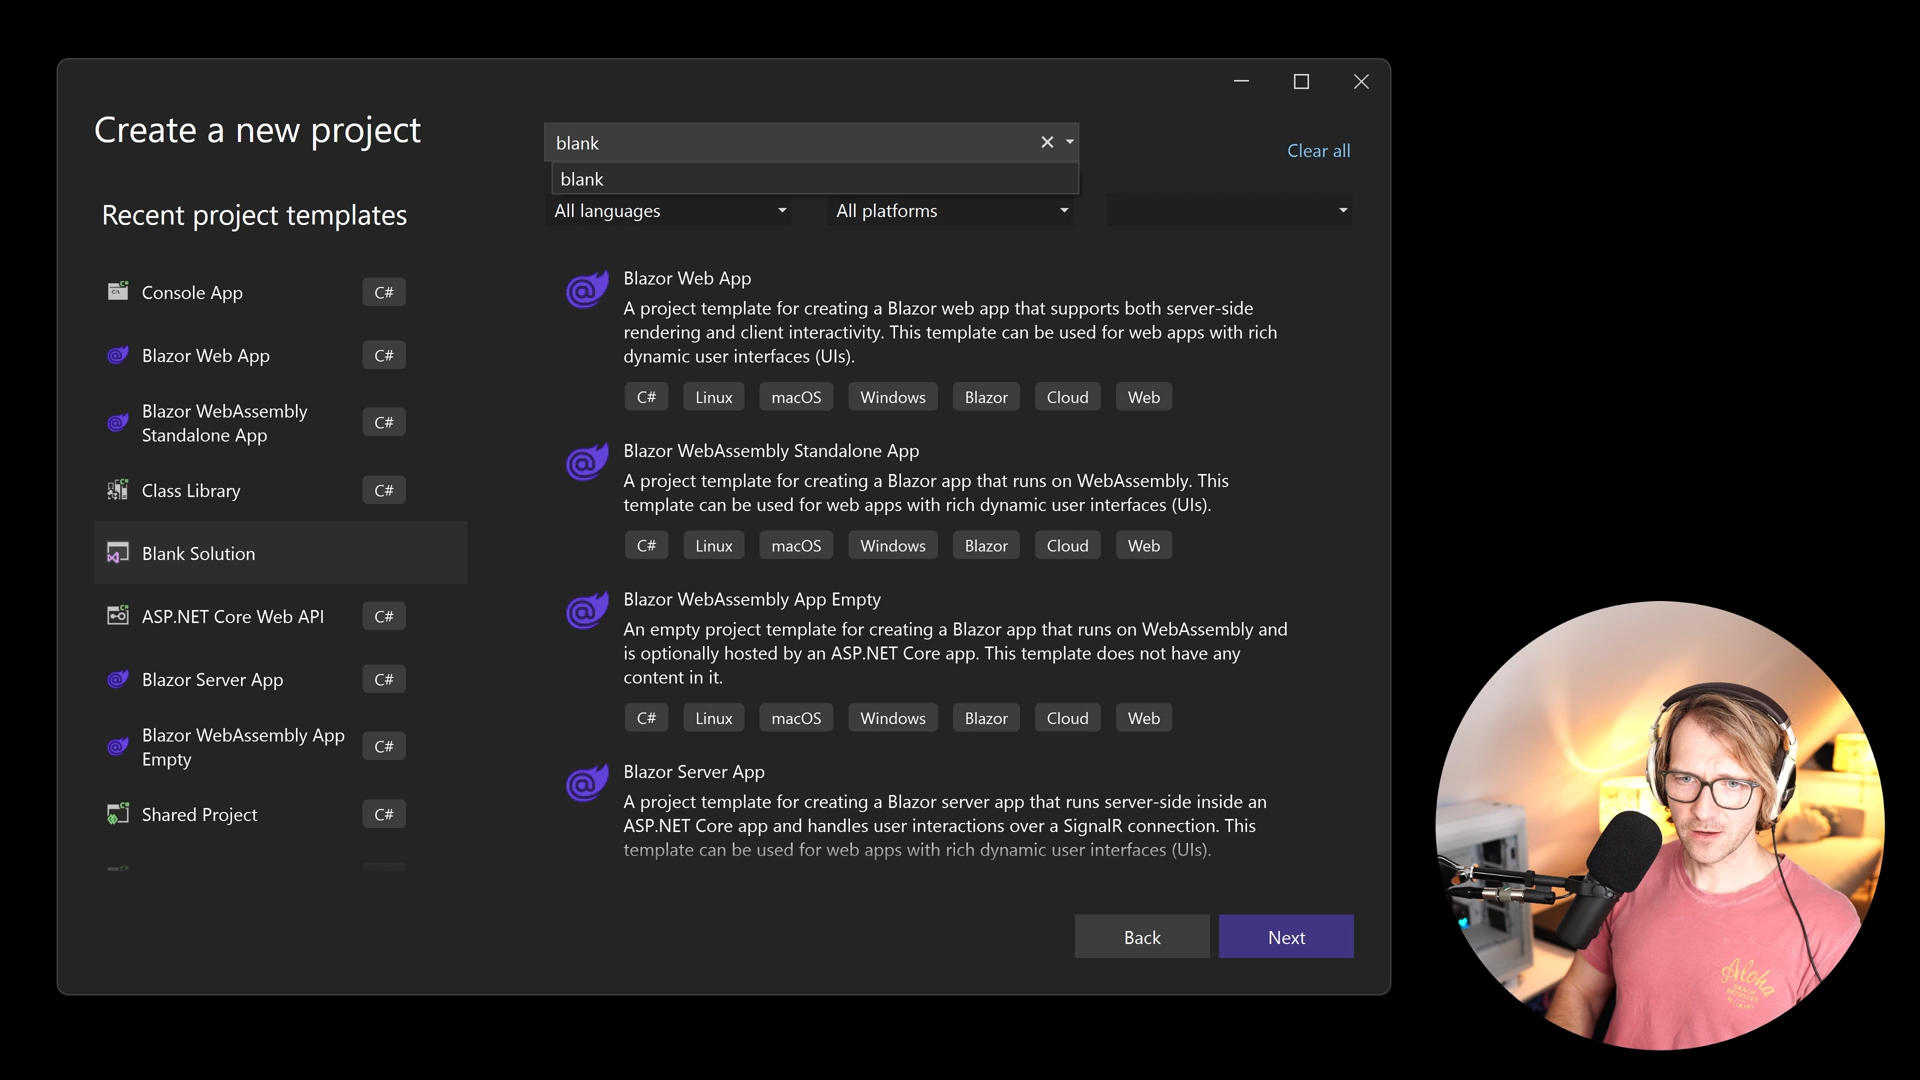 Create a new project
blank
Clear all
blank
All languages
All platforms
Recent project templates
Console App
C#
Blazor Web App
C#
Blazor WebAssembly
Standalone App
C#
Class Library
C#
Blank Solution
ASP.NET Core Web API
C#
Blazor Server App
C#
Blazor WebAssembly App
Empty
C#
Shared Project
C#
Blazor Web App
A project template for creating a Blazor web app that supports both server-side
rendering and client interactivity. This template can be used for web apps with rich
dynamic user interfaces (UIs).
C# Linux macOS Windows Blazor Cloud Web
Blazor WebAssembly Standalone App
A project template for creating a Blazor app that runs on WebAssembly. This
template can be used for web apps with rich dynamic user interfaces (UIs).
C# Linux macOS Windows Blazor Cloud Web
Blazor WebAssembly App Empty
An empty project template for creating a Blazor app that runs on WebAssembly and
is optionally hosted by an ASP.NET Core app. This template does not have any
content in it.
C# Linux macOS Windows Blazor Cloud Web
Blazor Server App
A project template for creating a Blazor server app that runs server-side inside an
ASP.NET Core app and handles user interactions over a SignalR connection. This
template can be used for web apps with rich dynamic user interfaces (UIs).
Back
Next
Aloha
BEACH
SERVICES